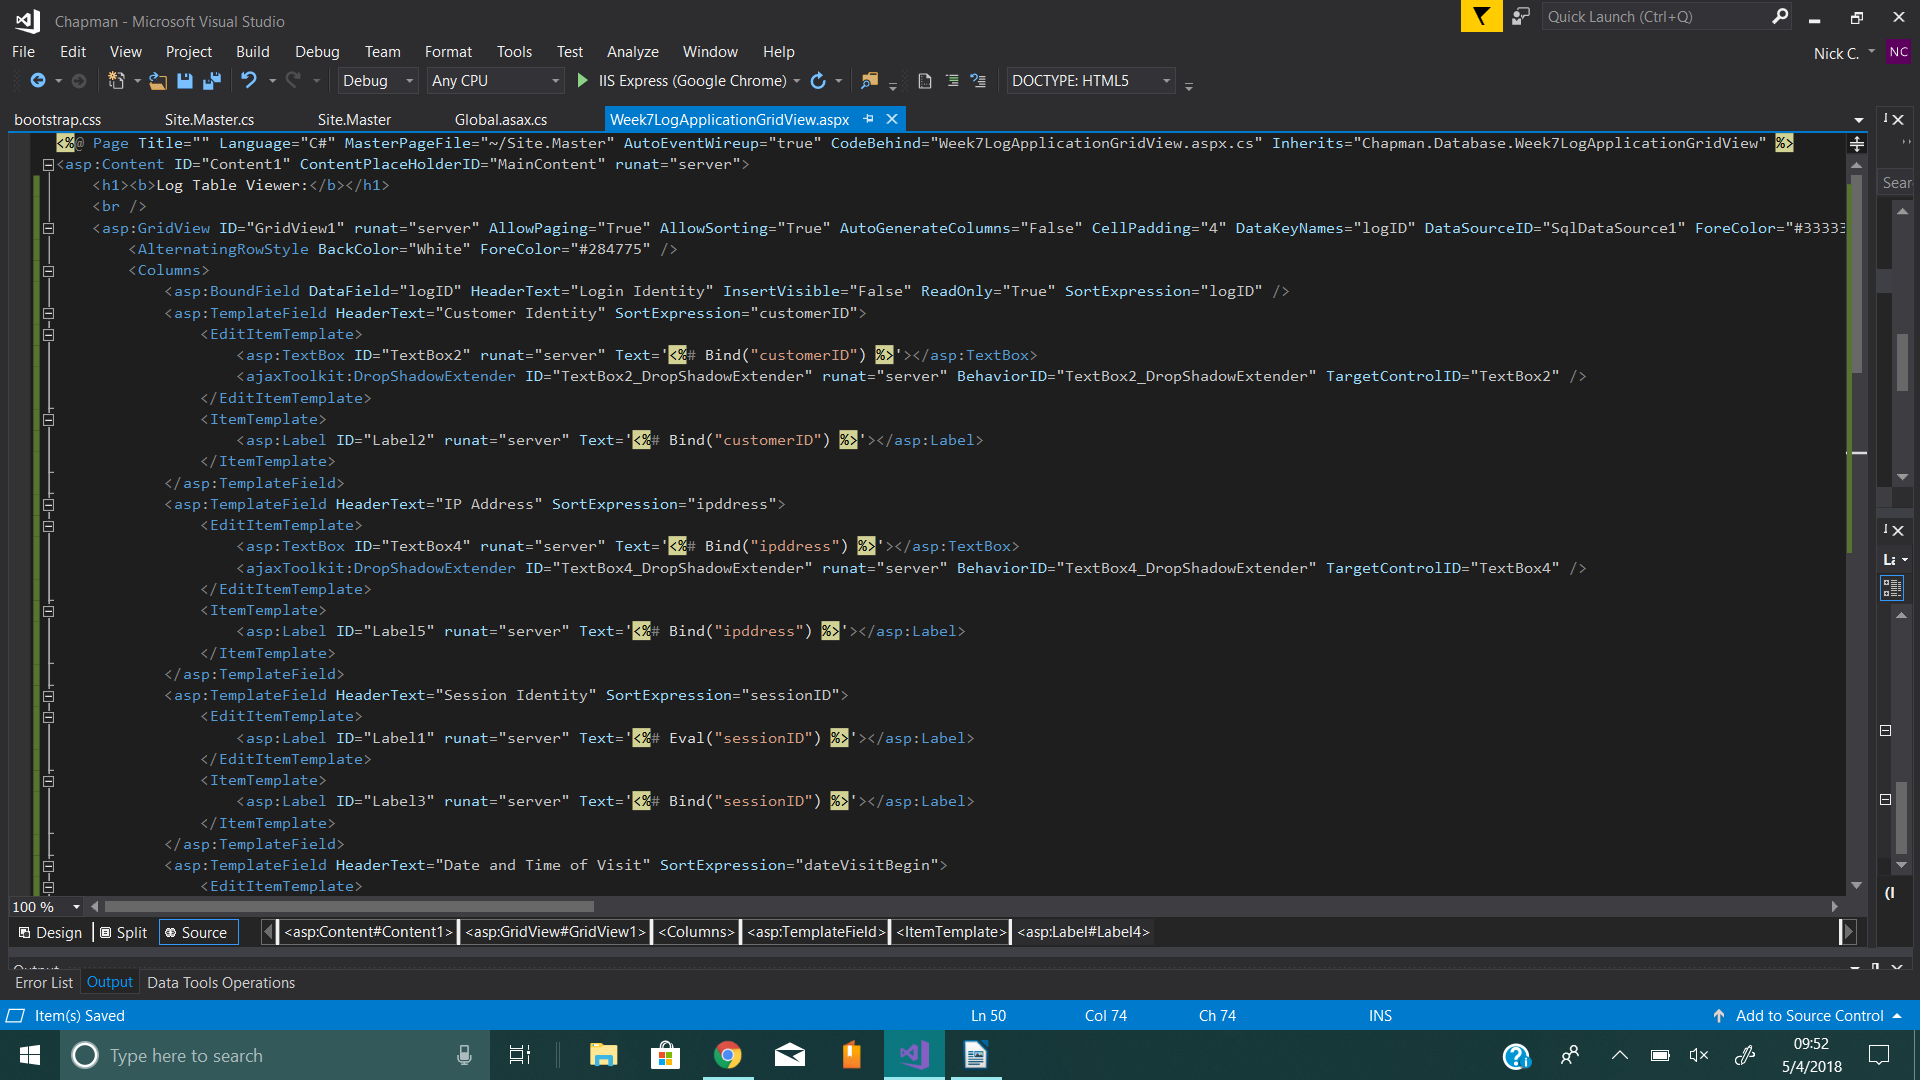 Chapman - Microsoft Visual Studio
Quick Launch (Ctrl+Q)
File Edit View Project Build Debug Team Format Tools Test Analyze Window Help
Nick C. NC
Debug Any CPU IIS Express (Google Chrome) DOCTYPE: HTML5
bootstrap.css Site.Master.cs Site.Master Global.asax.cs Week7LogApplicationGridView.aspx
<%@ Page Title="" Language="C#" MasterPageFile="~/Site.Master" AutoEventWireup="true" CodeBehind="Week7LogApplicationGridView.aspx.cs" Inherits="Chapman.Database.Week7LogApplicationGridView" %>
<asp:Content ID="Content1" ContentPlaceHolderID="MainContent" runat="server">
<h1><b>Log Table Viewer:</b></h1>
<br />
<asp:GridView ID="GridView1" runat="server" AllowPaging="True" AllowSorting="True" AutoGenerateColumns="False" CellPadding="4" DataKeyNames="logID" DataSourceID="SqlDataSource1" ForeColor="#33333
<AlternatingRowStyle BackColor="White" ForeColor="#284775" />
<Columns>
<asp:BoundField DataField="logID" HeaderText="Login Identity" InsertVisible="False" ReadOnly="True" SortExpression="logID" />
<asp:TemplateField HeaderText="Customer Identity" SortExpression="customerID">
<EditItemTemplate>
<asp:TextBox ID="TextBox2" runat="server" Text='<%# Bind("customerID") %>'></asp:TextBox>
<ajaxToolkit:DropShadowExtender ID="TextBox2_DropShadowExtender" runat="server" BehaviorID="TextBox2_DropShadowExtender" TargetControlID="TextBox2" />
</EditItemTemplate>
<ItemTemplate>
<asp:Label ID="Label2" runat="server" Text='<%# Bind("customerID") %>'></asp:Label>
</ItemTemplate>
</asp:TemplateField>
<asp:TemplateField HeaderText="IP Address" SortExpression="ipddress">
<EditItemTemplate>
<asp:TextBox ID="TextBox4" runat="server" Text='<%# Bind("ipddress") %>'></asp:TextBox>
<ajaxToolkit:DropShadowExtender ID="TextBox4_DropShadowExtender" runat="server" BehaviorID="TextBox4_DropShadowExtender" TargetControlID="TextBox4" />
</EditItemTemplate>
<ItemTemplate>
<asp:Label ID="Label5" runat="server" Text='<%# Bind("ipddress") %>'></asp:Label>
</ItemTemplate>
</asp:TemplateField>
<asp:TemplateField HeaderText="Session Identity" SortExpression="sessionID">
<EditItemTemplate>
<asp:Label ID="Label1" runat="server" Text='<%# Eval("sessionID") %>'></asp:Label>
</EditItemTemplate>
<ItemTemplate>
<asp:Label ID="Label3" runat="server" Text='<%# Bind("sessionID") %>'></asp:Label>
</ItemTemplate>
</asp:TemplateField>
<asp:TemplateField HeaderText="Date and Time of Visit" SortExpression="dateVisitBegin">
<EditItemTemplate>
100 %
Design Split Source <asp:Content#Content1> <asp:GridView#GridView1> <Columns> <asp:TemplateField> <ItemTemplate> <asp:Label#Label4>
Error List Output Data Tools Operations
Item(s) Saved Ln 50 Col 74 Ch 74 INS Add to Source Control
Type here to search
09:52
5/4/2018